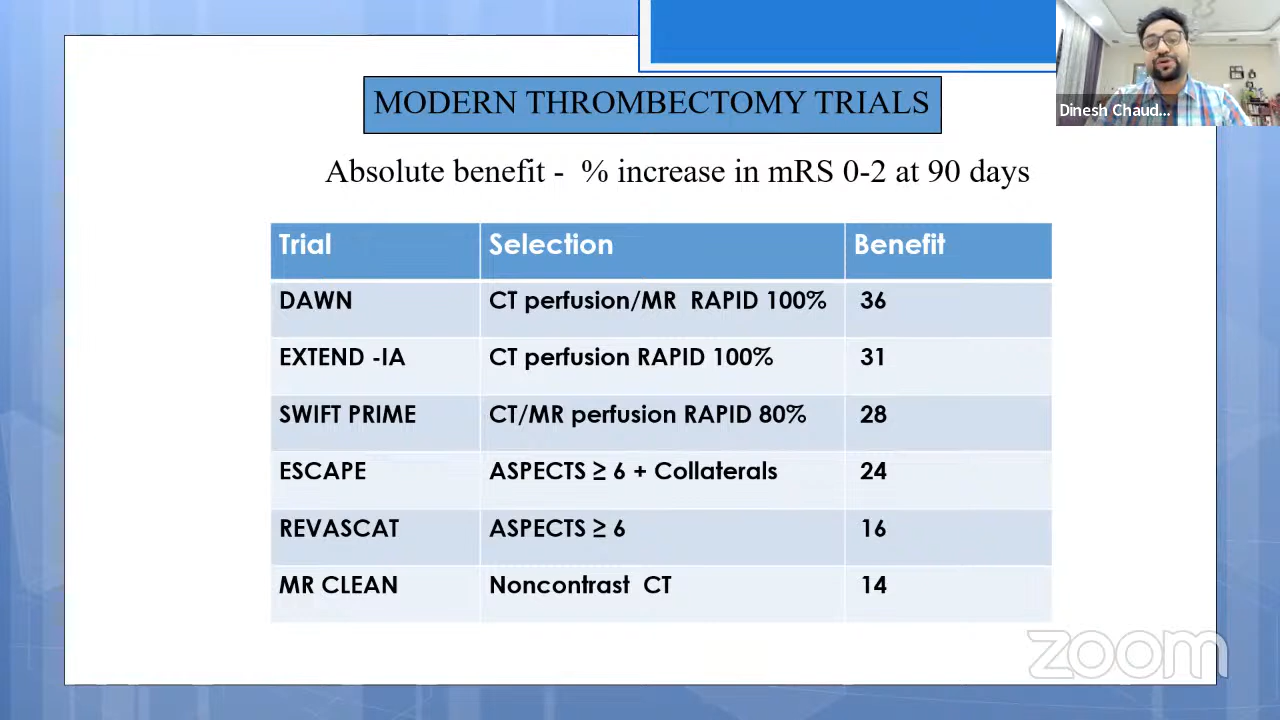 MODERN THROMBECTOMY TRIALS
Dinesh Chaud...
Absolute benefit - % increase in mRS 0-2 at 90 days
Trial Selection Benefit
DAWN CT perfusion/MR RAPID 100% 36
EXTEND -IA CT perfusion RAPID 100% 31
SWIFT PRIME CT/MR perfusion RAPID 80% 28
ESCAPE ASPECTS ≥ 6 + Collaterals 24
REVASCAT ASPECTS ≥ 6 16
MR CLEAN Noncontrast CT 14
zoom